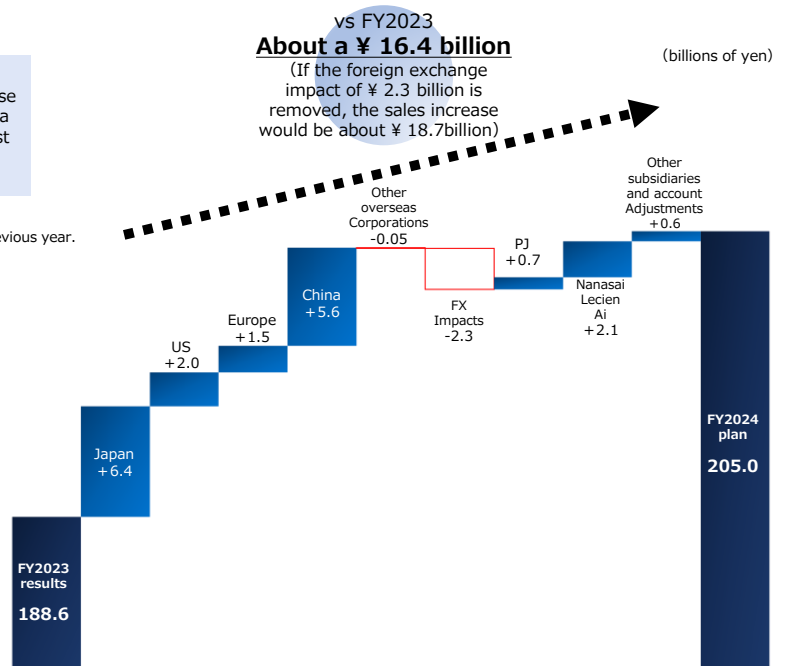 vs FY2023
About a ¥ 16.4 billion
(If the foreign exchange
impact of ¥ 2.3 billion is
removed, the sales increase
would be about ¥ 18.7billion)
(billions of yen)
se
a
st
evious year.
FY2023
results
188.6
Japan
+6.4
US
+2.0
Europe
+1.5
China
+5.6
Other
overseas
Corporations
-0.05
FX
Impacts
-2.3
PJ
+0.7
Nanasai
Lecien
Ai
+2.1
Other
subsidiaries
and account
Adjustments
+0.6
FY2024
plan
205.0